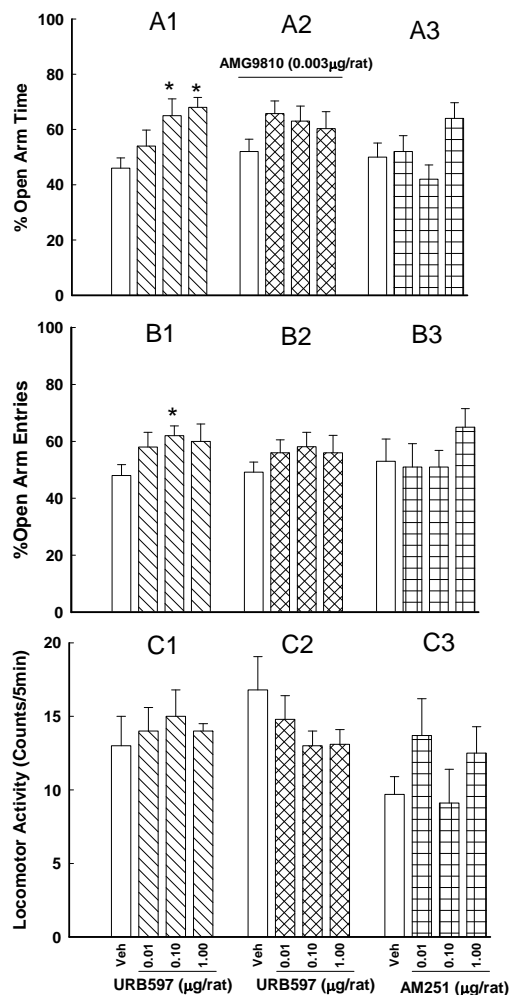 A1
A2
A3
AMG9810 (0.003μg/rat)
% Open Arm Time
100
80
60
40
20
0
* *
B1
B2
B3
%Open Arm Entries
100
80
60
40
20
0
*
C1
C2
C3
Locomotor Activity (Counts/5min)
20
15
10
5
0
Veh 0.01 0.10 1.00 Veh 0.01 0.10 1.00 Veh 0.01 0.10 1.00
URB597 (μg/rat) URB597 (μg/rat) AM251 (μg/rat)